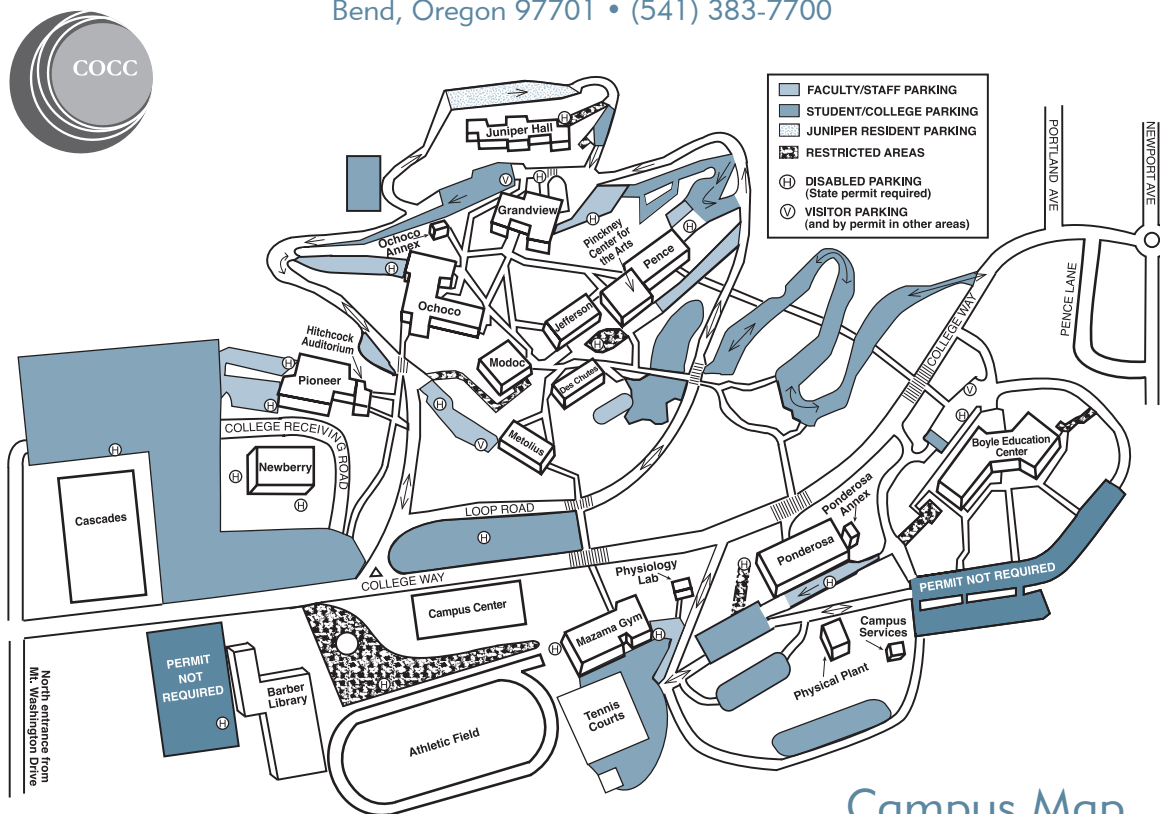 Bend, Oregon 97701 • (541) 383-7700
COCC
FACULTY/STAFF PARKING
STUDENT/COLLEGE PARKING
JUNIPER RESIDENT PARKING
RESTRICTED AREAS
H DISABLED PARKING
(State permit required)
V VISITOR PARKING
(and by permit in other areas)
PORTLAND AVE
NEWPORT AVE
PENCE LANE
COLLEGE WAY
H
Juniper Hall
V
H
Grandview
H
Pinckney
Center for
the Arts
H
Pence
Ochoco
Annex
H
Ochoco
Jefferson
H
Hitchcock
Auditorium
H
Pioneer
H
Modoc
Des Chutes
H
V
Metolius
COLLEGE RECEIVING ROAD
H
Newberry
H
H
Cascades
LOOP ROAD
H
COLLEGE WAY
V
H
Boyle Education
Center
Ponderosa
Annex
Ponderosa
H
H
PERMIT NOT REQUIRED
Physiology
Lab
Campus Center
Mazama Gym
H
H
Campus
Services
Physical Plant
PERMIT
NOT
REQUIRED
H
Barber
Library
H
Tennis
Courts
Athletic Field
North entrance from
Mt. Washington Drive
Campus Map